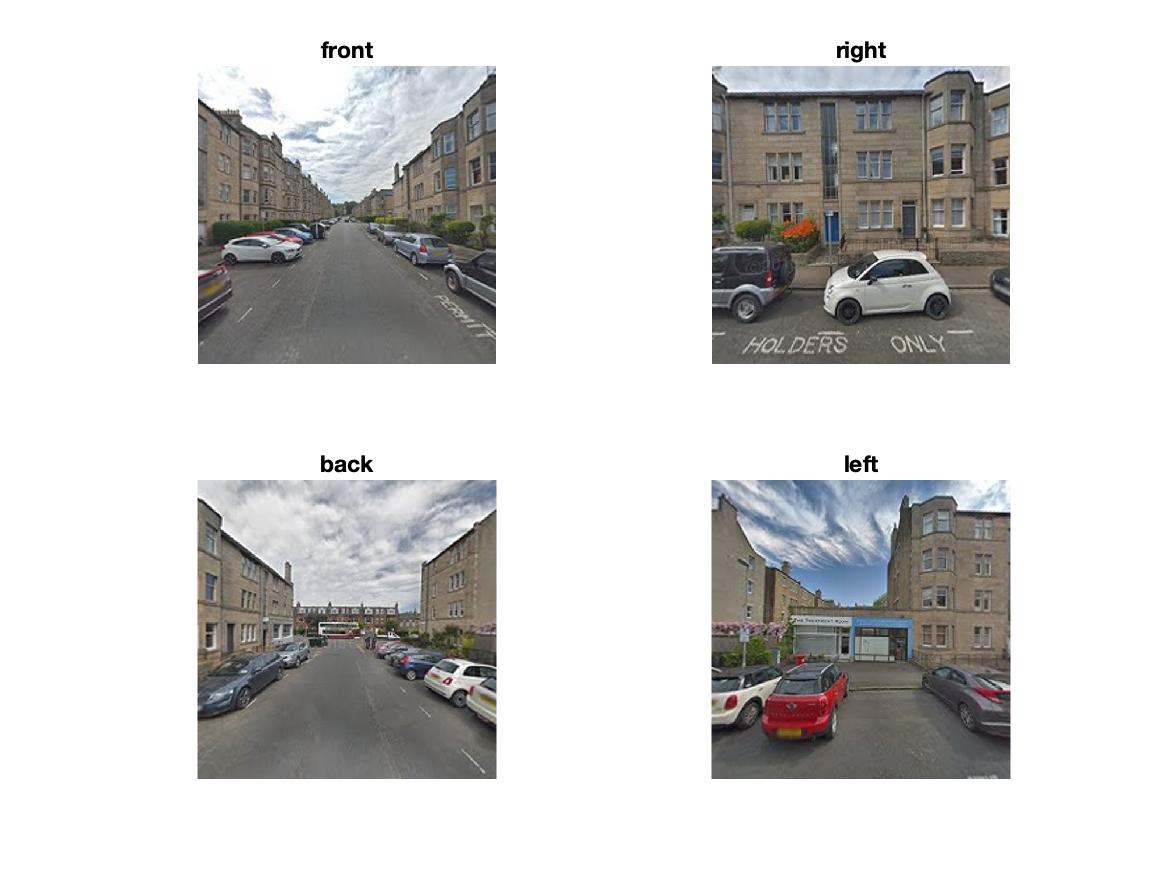 front
right
PERMIT
HOLDERS ONLY
back
left
THE TREATMENT ROOM